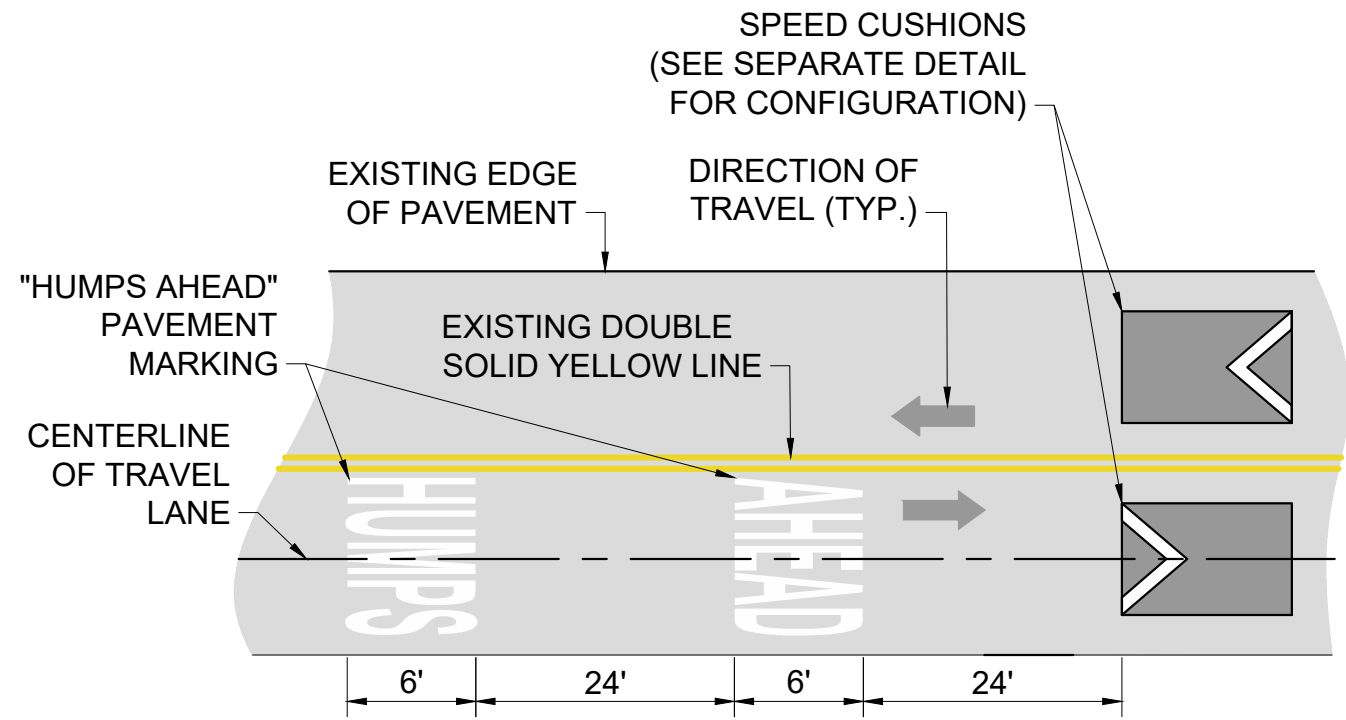 SPEED CUSHIONS
(SEE SEPARATE DETAIL
FOR CONFIGURATION)
DIRECTION OF
TRAVEL (TYP.)
EXISTING EDGE
OF PAVEMENT
"HUMPS AHEAD"
PAVEMENT
MARKING
EXISTING DOUBLE
SOLID YELLOW LINE
CENTERLINE
OF TRAVEL
LANE
HUMPS
AHEAD
6' 24' 6' 24'